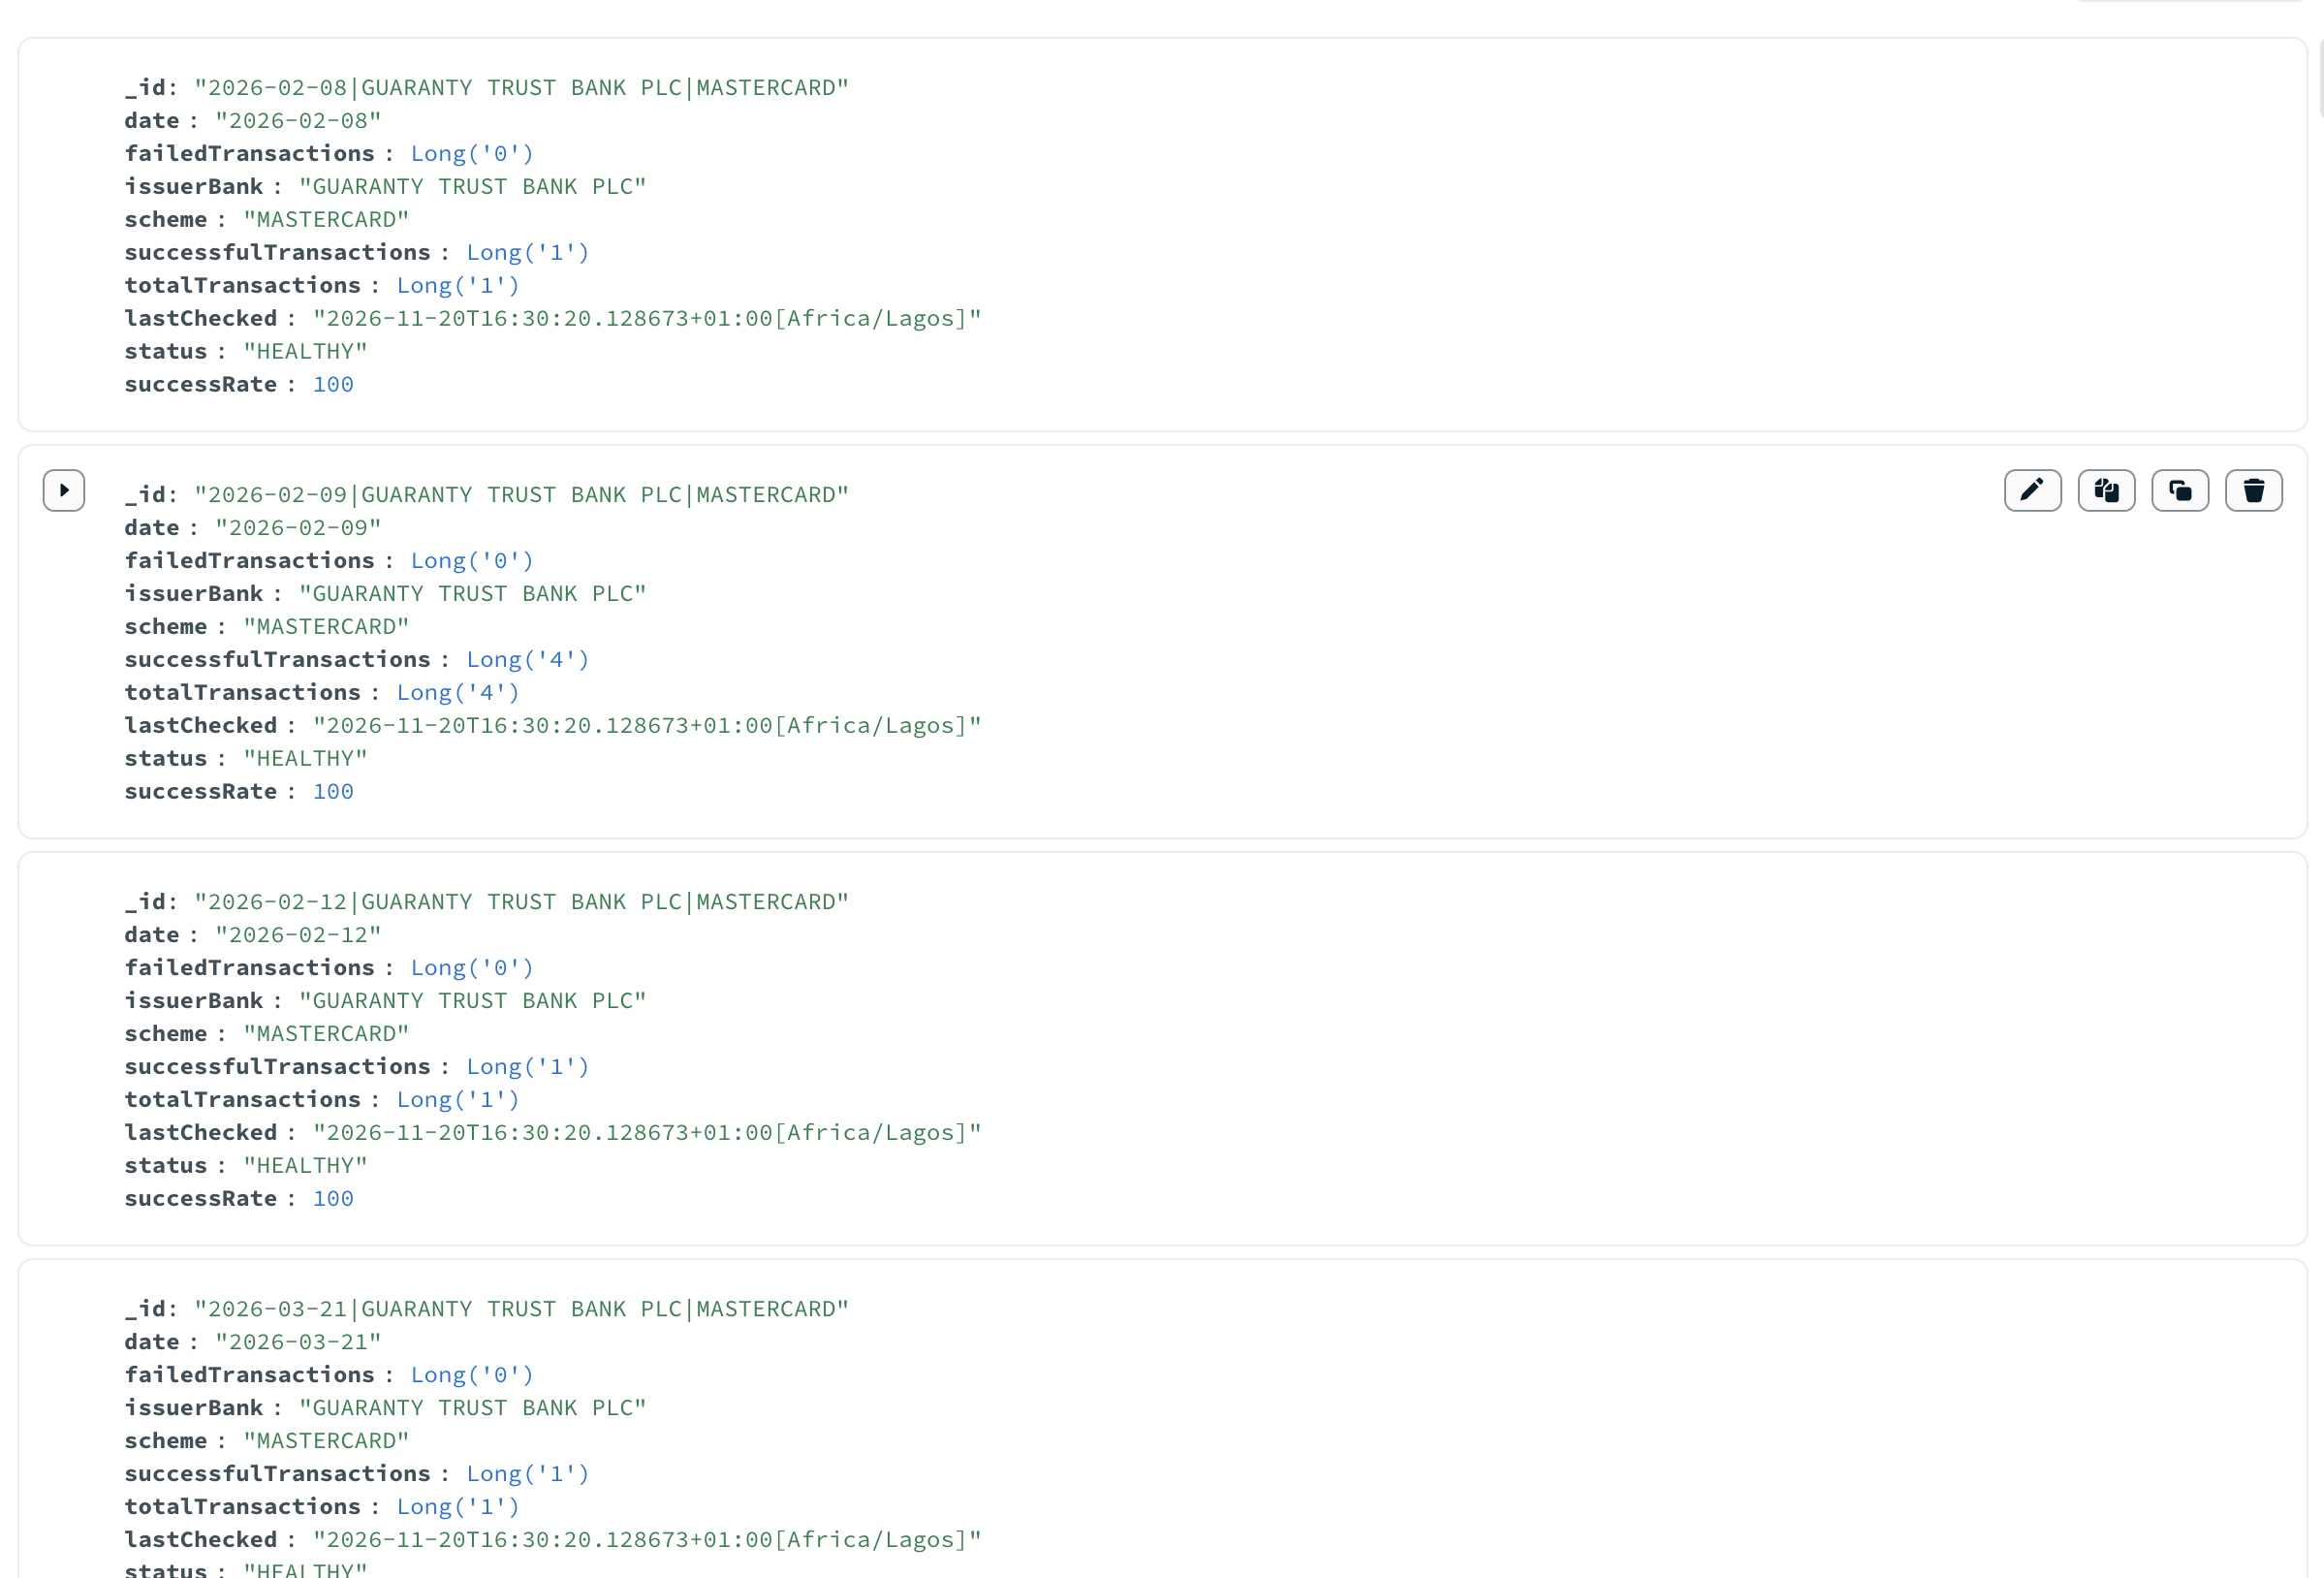 _id: "2026-02-08|GUARANTY TRUST BANK PLC|MASTERCARD"
date : "2026-02-08"
failedTransactions : Long('0')
issuerBank : "GUARANTY TRUST BANK PLC"
scheme : "MASTERCARD"
successfulTransactions : Long('1')
totalTransactions : Long('1')
lastChecked : "2026-11-20T16:30:20.128673+01:00[Africa/Lagos]"
status : "HEALTHY"
successRate : 100
_id: "2026-02-09|GUARANTY TRUST BANK PLC|MASTERCARD"
date : "2026-02-09"
failedTransactions : Long('0')
issuerBank : "GUARANTY TRUST BANK PLC"
scheme : "MASTERCARD"
successfulTransactions : Long('4')
totalTransactions : Long('4')
lastChecked : "2026-11-20T16:30:20.128673+01:00[Africa/Lagos]"
status : "HEALTHY"
successRate : 100
_id: "2026-02-12|GUARANTY TRUST BANK PLC|MASTERCARD"
date : "2026-02-12"
failedTransactions : Long('0')
issuerBank : "GUARANTY TRUST BANK PLC"
scheme : "MASTERCARD"
successfulTransactions : Long('1')
totalTransactions : Long('1')
lastChecked : "2026-11-20T16:30:20.128673+01:00[Africa/Lagos]"
status : "HEALTHY"
successRate : 100
_id: "2026-03-21|GUARANTY TRUST BANK PLC|MASTERCARD"
date : "2026-03-21"
failedTransactions : Long('0')
issuerBank : "GUARANTY TRUST BANK PLC"
scheme : "MASTERCARD"
successfulTransactions : Long('1')
totalTransactions : Long('1')
lastChecked : "2026-11-20T16:30:20.128673+01:00[Africa/Lagos]"
status : "HEALTHY"